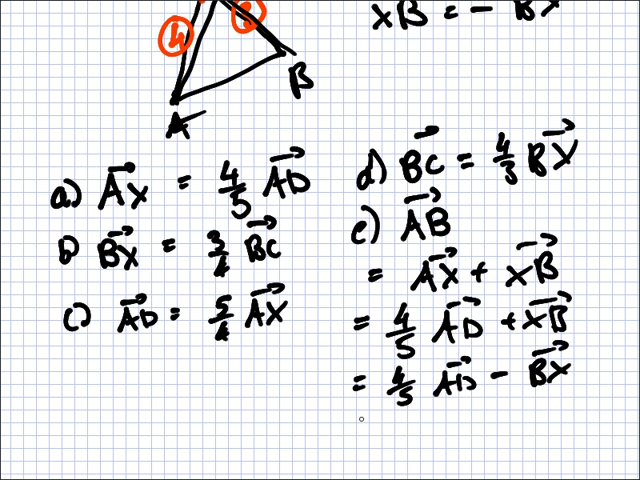 4
XB = - BX
B
A
a) AX = 4/5 AD
b) BX = 3/4 BC
c) AD = 5/4 AX
d) BC = 4/3 BX
e) AB
= AX + XB
= 4/5 AD + XB
= 4/5 AD - BX